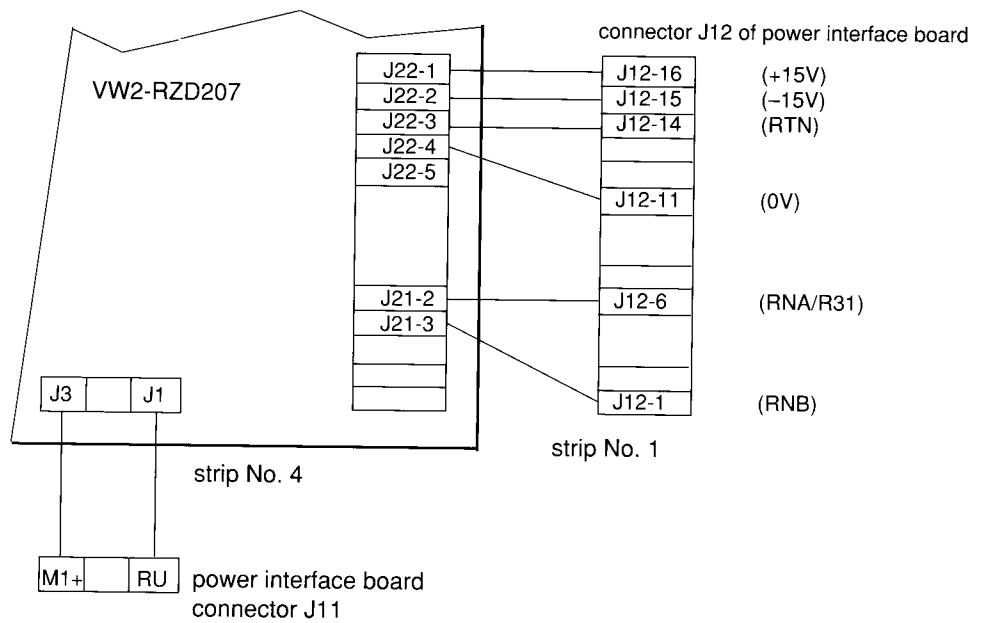 connector J12 of power interface board
VW2-RZD207
J22-1 J12-16 (+15V)
J22-2 J12-15 (–15V)
J22-3 J12-14 (RTN)
J22-4
J22-5
J12-11 (0V)
J21-2 J12-6 (RNA/R31)
J21-3
J3 J1
J12-1 (RNB)
strip No. 1
strip No. 4
M1+ RU power interface board
connector J11